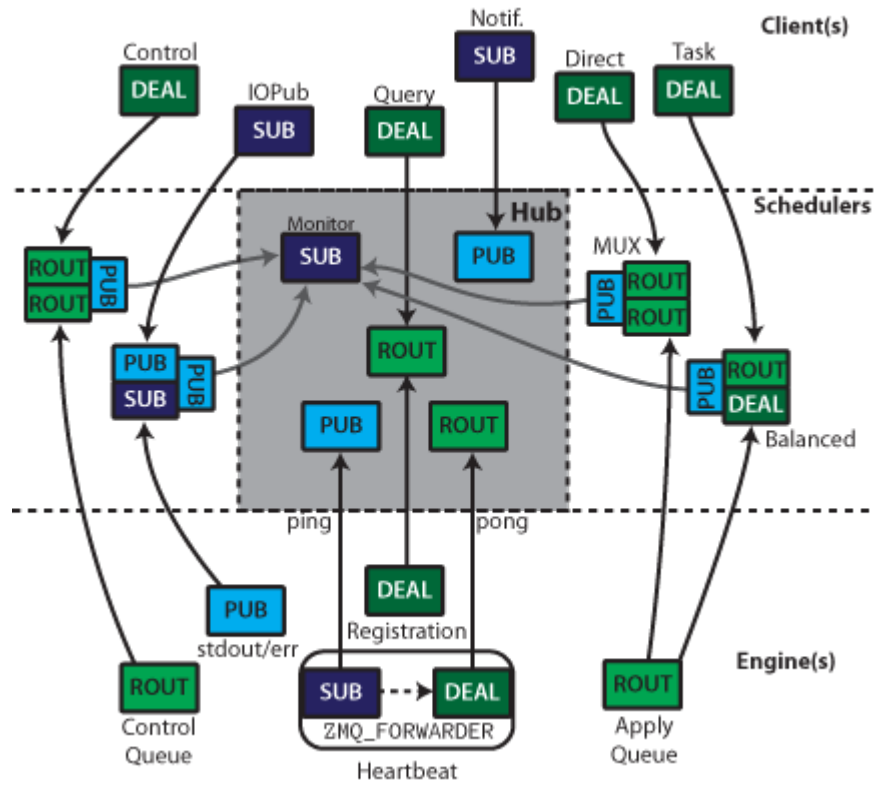 Notif.
Client(s)
SUB
Control
DEAL
IOPub
SUB
Query
DEAL
Direct
DEAL
Task
DEAL
Schedulers
Hub
Monitor
SUB
PUB
MUX
ROUT
ROUT
PUB
PUB
ROUT
ROUT
PUB
SUB
PUB
ROUT
PUB
ROUT
DEAL
Balanced
PUB
ROUT
ping
pong
DEAL
Registration
PUB
stdout/err
Engine(s)
ROUT
Control
Queue
SUB
DEAL
ZMQ_FORWARDER
Heartbeat
ROUT
Apply
Queue